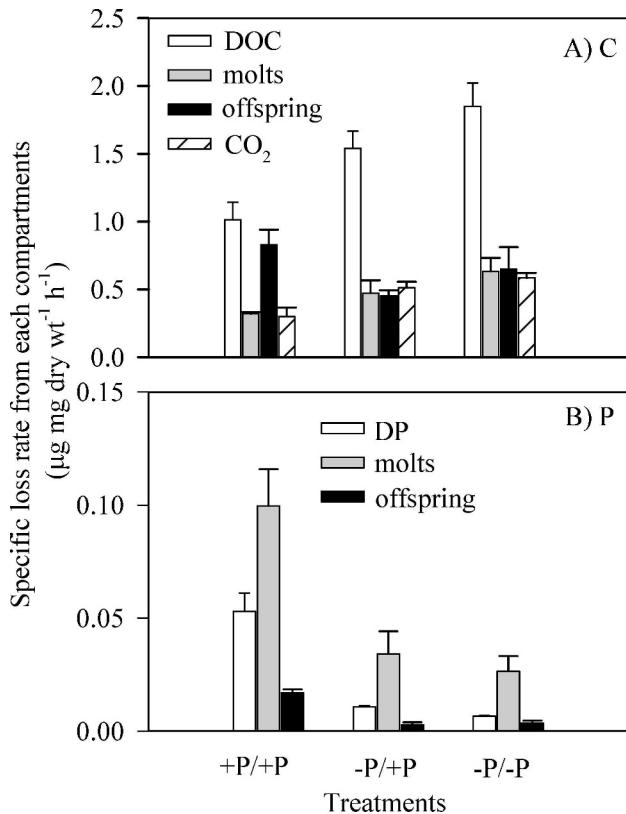 Specific loss rate from each compartments
(µg mg dry wt⁻¹ h⁻¹)
2.5
2.0
1.5
1.0
0.5
0.0
DOC
molts
offspring
CO₂
A) C
0.15
0.10
0.05
0.00
DP
molts
offspring
B) P
+P/+P
-P/+P
-P/-P
Treatments